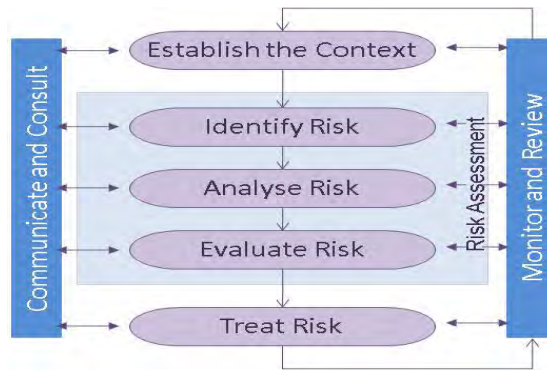 Communicate and Consult
Establish the Context
Identify Risk
Analyse Risk
Evaluate Risk
Treat Risk
Risk Assessment
Monitor and Review